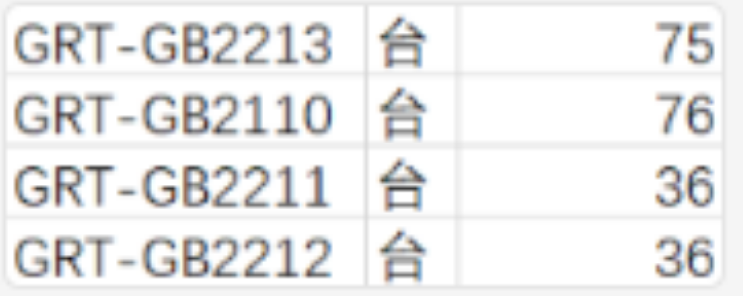 GRT-GB2213 台 75
GRT-GB2110 台 76
GRT-GB2211 台 36
GRT-GB2212 台 36